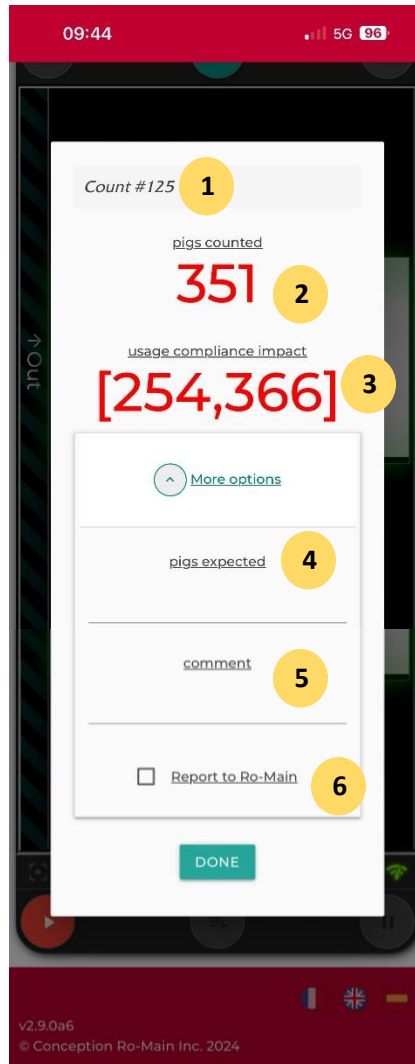 09:44 5G 96
Count #125 1
pigs counted
351 2
usage compliance impact
[254,366] 3
↑Out
More options
pigs expected 4
comment 5
Report to Ro-Main 6
DONE
v2.9.0a6
© Conception Ro-Main Inc. 2024